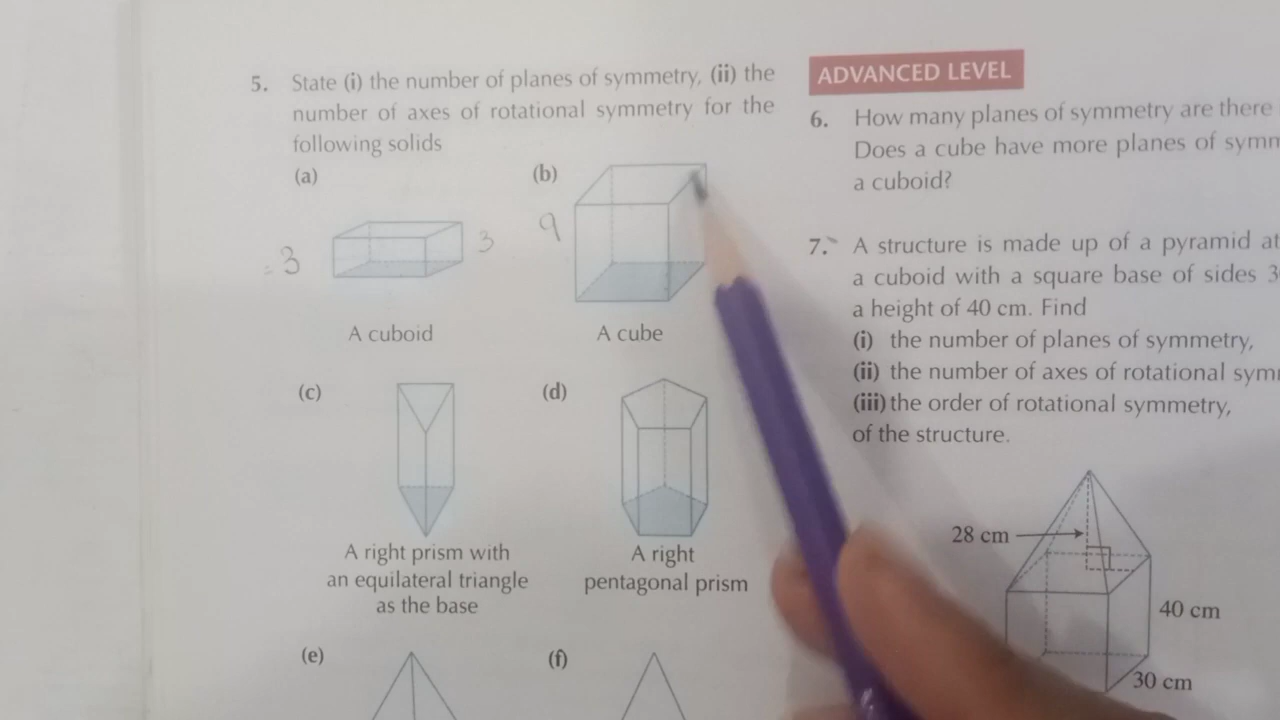 5. State (i) the number of planes of symmetry, (ii) the
number of axes of rotational symmetry for the
following solids
(a)
(b)
3
3
9
A cuboid
A cube
(c)
(d)
A right prism with
an equilateral triangle
as the base
A right
pentagonal prism
(e)
(f)
ADVANCED LEVEL
6. How many planes of symmetry are there
Does a cube have more planes of symm
a cuboid?
7. A structure is made up of a pyramid at
a cuboid with a square base of sides 3
a height of 40 cm. Find
(i) the number of planes of symmetry,
(ii) the number of axes of rotational symm
(iii) the order of rotational symmetry,
of the structure.
28 cm
40 cm
30 cm